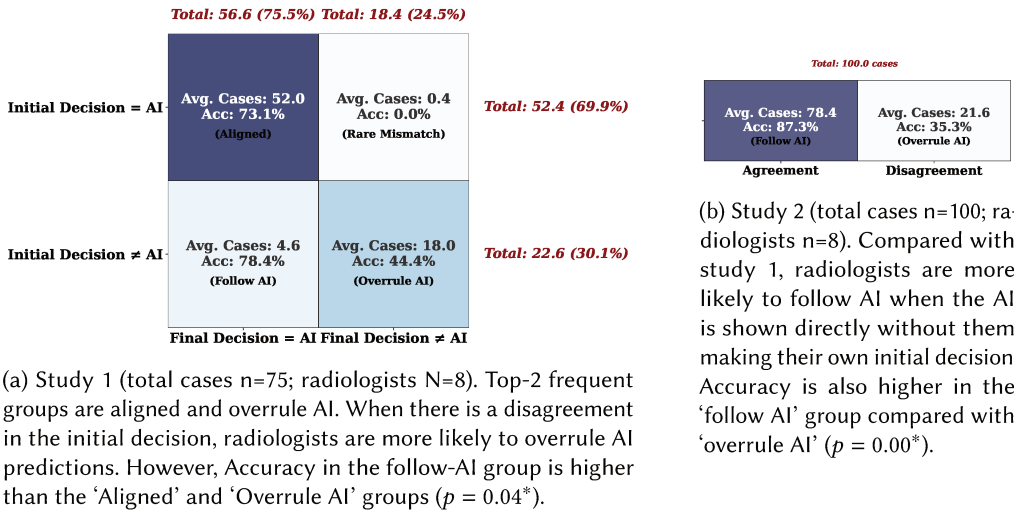 Total: 56.6 (75.5%) Total: 18.4 (24.5%)
Initial Decision = AI
Avg. Cases: 52.0
Acc: 73.1%
(Aligned)
Avg. Cases: 0.4
Acc: 0.0%
(Rare Mismatch)
Total: 52.4 (69.9%)
Initial Decision ≠ AI
Avg. Cases: 4.6
Acc: 78.4%
(Follow AI)
Avg. Cases: 18.0
Acc: 44.4%
(Overrule AI)
Total: 22.6 (30.1%)
Final Decision = AI Final Decision ≠ AI
(a) Study 1 (total cases n=75; radiologists N=8). Top-2 frequent
groups are aligned and overrule AI. When there is a disagreement
in the initial decision, radiologists are more likely to overrule AI
predictions. However, Accuracy in the follow-AI group is higher
than the ‘Aligned’ and ‘Overrule AI’ groups (p = 0.04*).
Total: 100.0 cases
Avg. Cases: 78.4
Acc: 87.3%
(Follow AI)
Avg. Cases: 21.6
Acc: 35.3%
(Overrule AI)
Agreement
Disagreement
(b) Study 2 (total cases n=100; ra-
diologists n=8). Compared with
study 1, radiologists are more
likely to follow AI when the AI
is shown directly without them
making their own initial decision
Accuracy is also higher in the
‘follow AI’ group compared with
‘overrule AI’ (p = 0.00*).